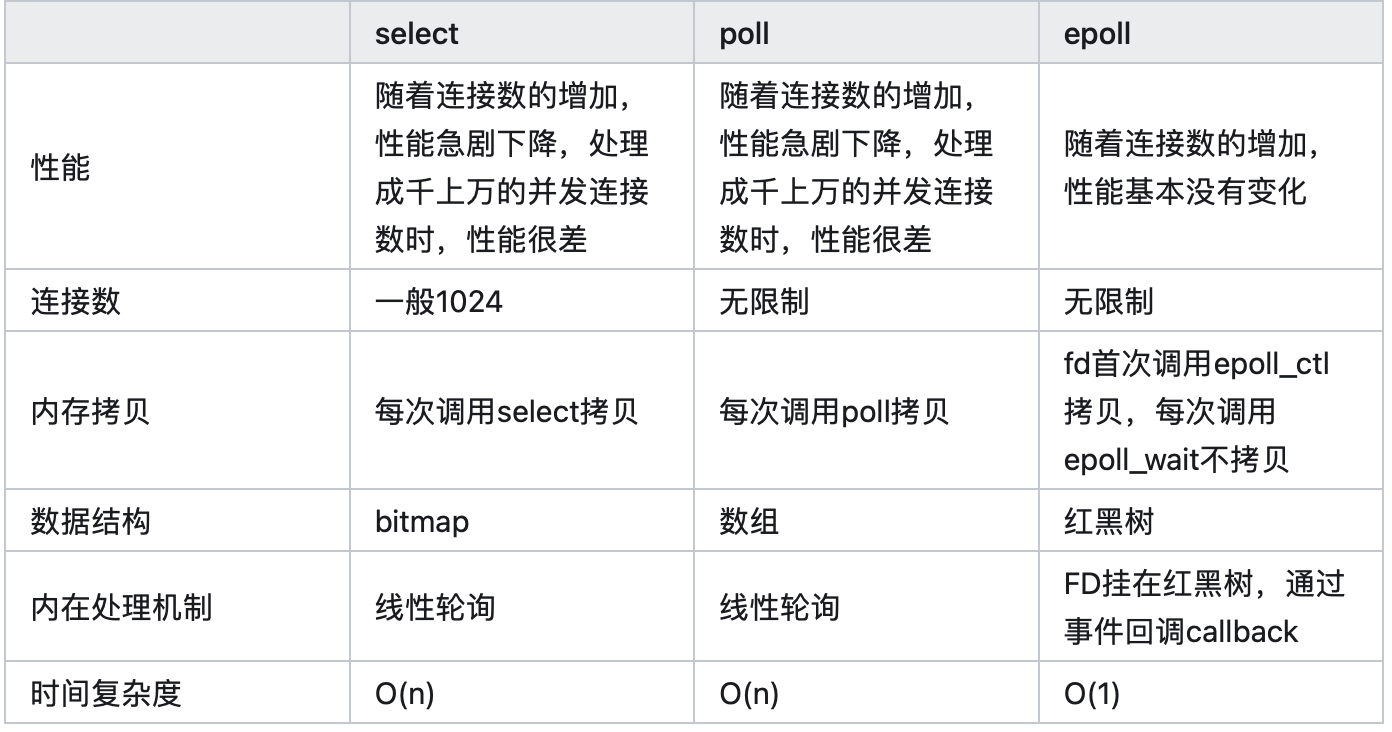 select
poll
epoll
性能
随着连接数的增加，
性能急剧下降，处理
成千上万的并发连接
数时，性能很差
随着连接数的增加，
性能急剧下降，处理
成千上万的并发连接
数时，性能很差
随着连接数的增加，
性能基本没有变化
连接数
一般1024
无限制
无限制
内存拷贝
每次调用select拷贝
每次调用poll拷贝
fd首次调用epoll_ctl
拷贝，每次调用
epoll_wait不拷贝
数据结构
bitmap
数组
红黑树
内在处理机制
线性轮询
线性轮询
FD挂在红黑树，通过
事件回调callback
时间复杂度
O(n)
O(n)
O(1)